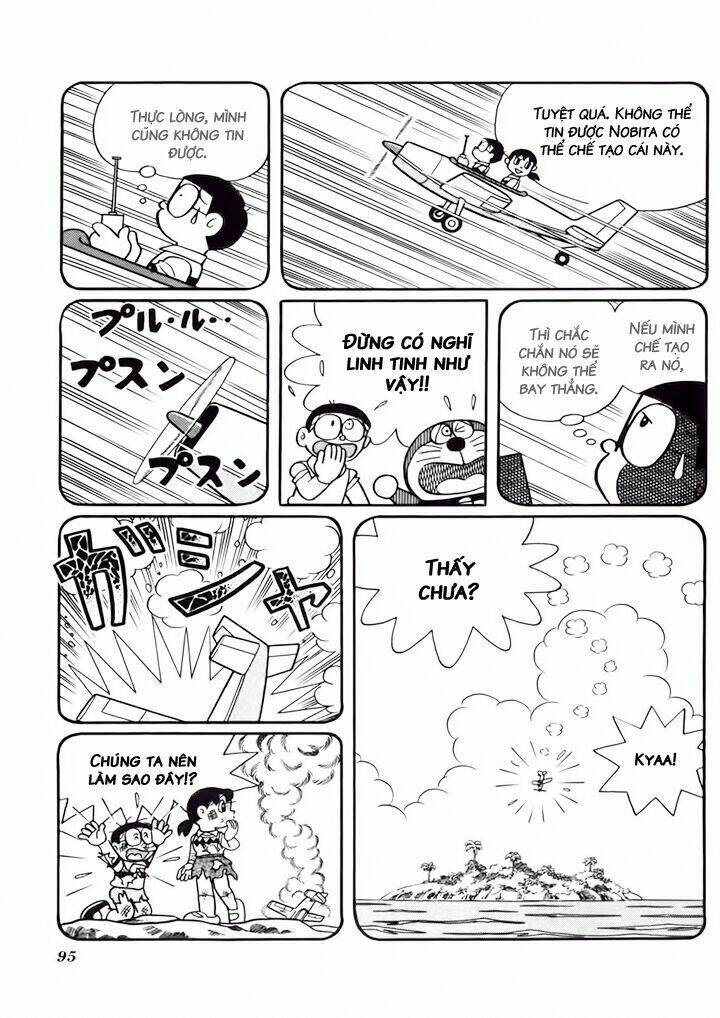 TUYỆT QUÁ. KHÔNG THỂ
TIN ĐƯỢC NOBITA CÓ
THỂ CHẾ TẠO CÁI NÀY.
THỰC LÒNG, MÌNH
CŨNG KHÔNG TIN
ĐƯỢC.
NẾU MÌNH
CHẾ TẠO
RA NÓ,
THÌ CHẮC
CHẮN NÓ SẼ
KHÔNG THỂ
BAY THẲNG.
ĐỪNG CÓ NGHĨ
LINH TINH NHƯ
VẬY!!
プル・ル・・
プスン
プスン
KYAA!
THẤY
CHƯA?
ガシャ
CHÚNG TA NÊN
LÀM SAO ĐÂY!?
95